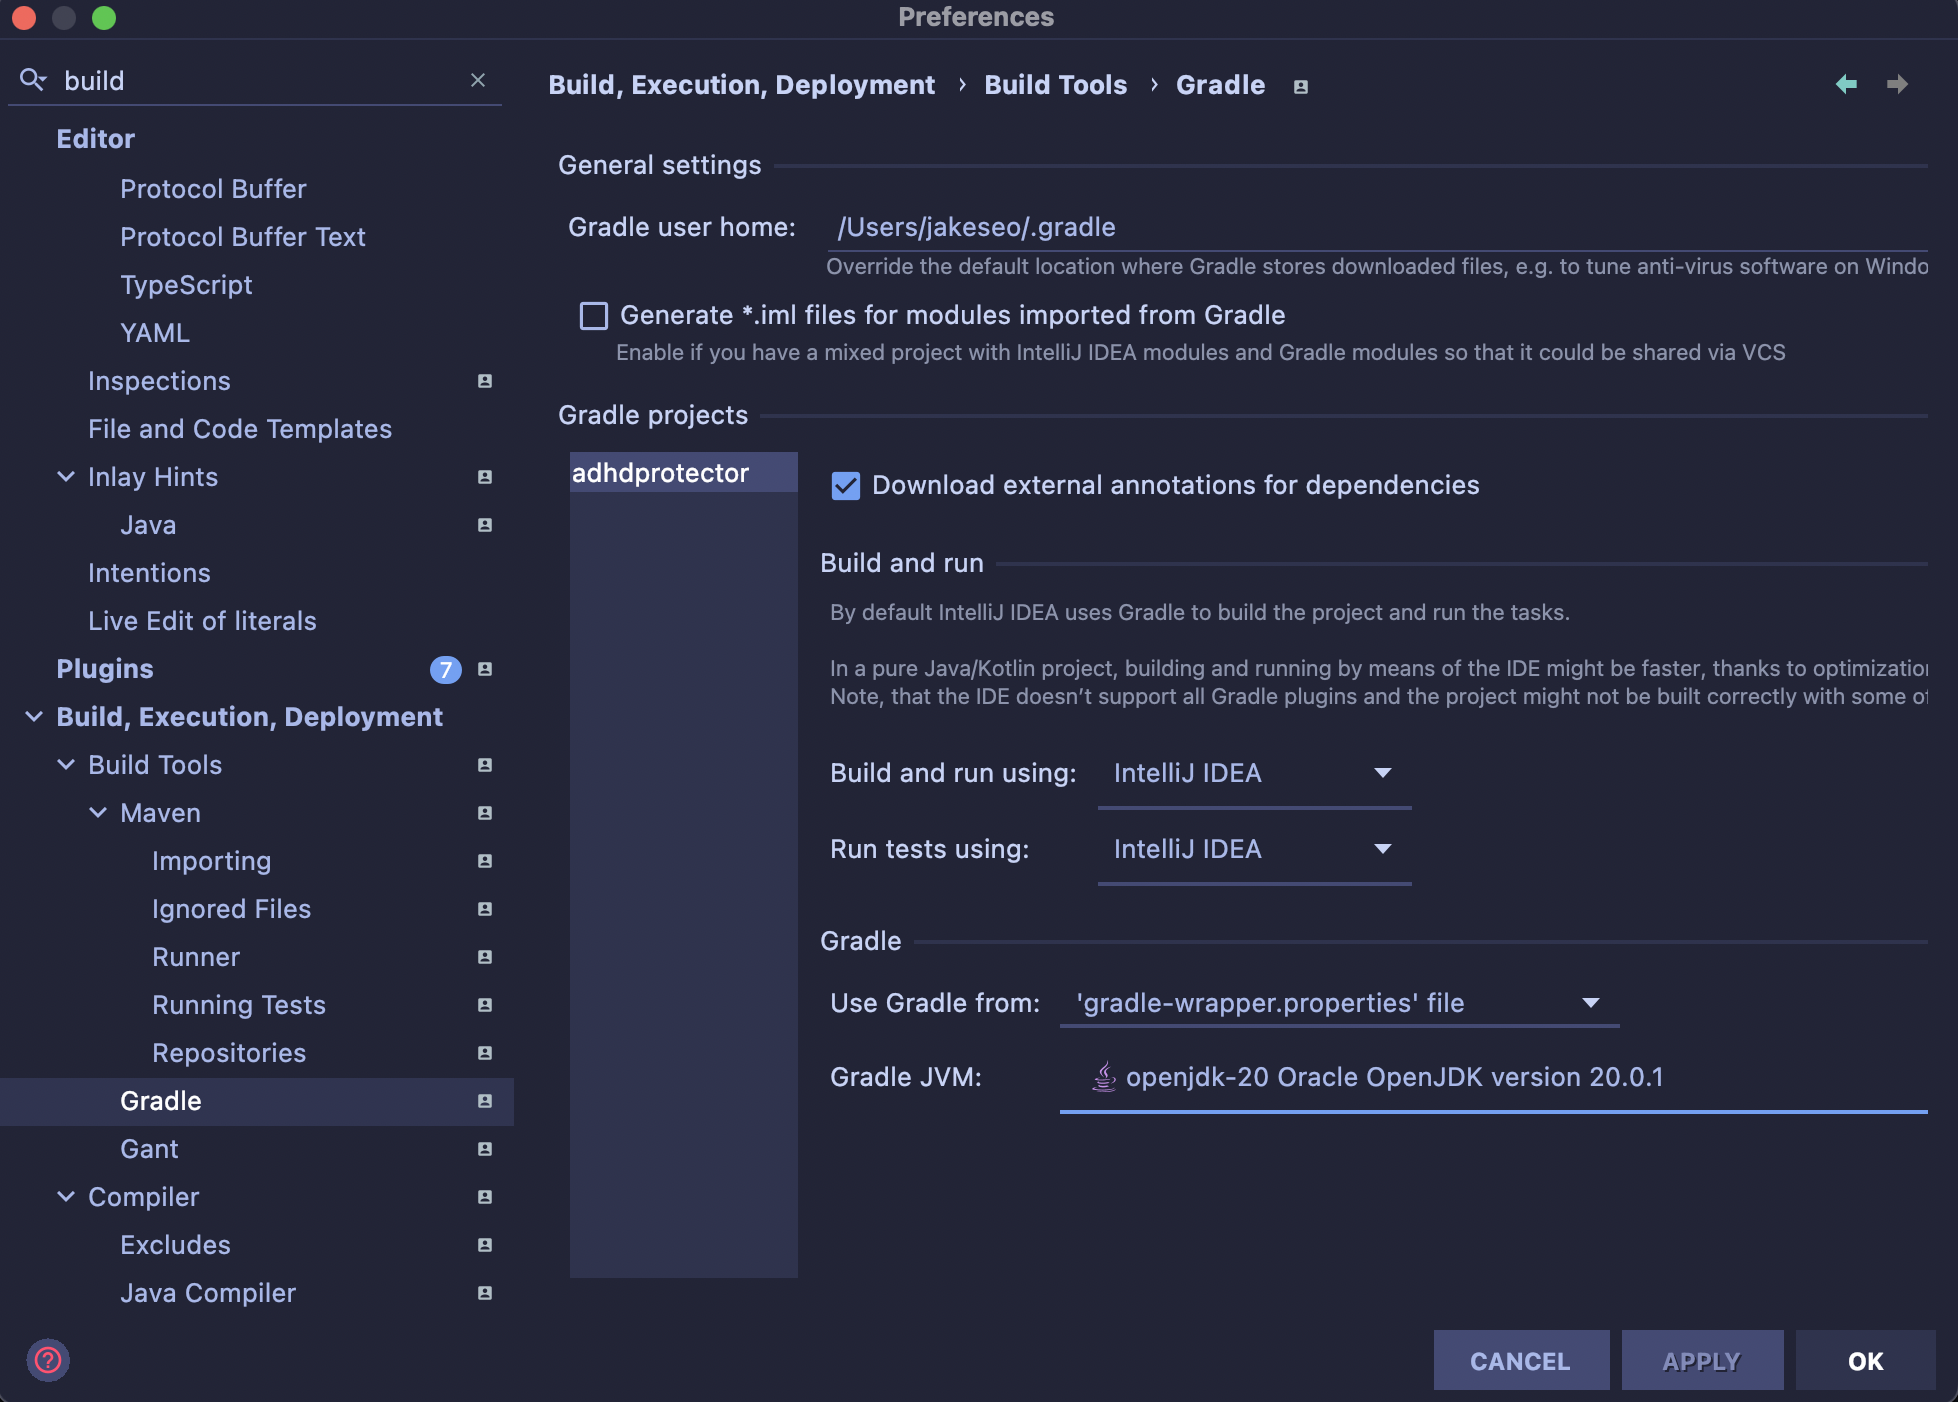 Preferences
build
Editor
Protocol Buffer
Protocol Buffer Text
TypeScript
YAML
Inspections
File and Code Templates
Inlay Hints
Java
Intentions
Live Edit of literals
Plugins 7
Build, Execution, Deployment
Build Tools
Maven
Importing
Ignored Files
Runner
Running Tests
Repositories
Gradle
Gant
Compiler
Excludes
Java Compiler
?
Build, Execution, Deployment › Build Tools › Gradle
General settings
Gradle user home: /Users/jakeseo/.gradle
Override the default location where Gradle stores downloaded files, e.g. to tune anti-virus software on Windo
Generate *.iml files for modules imported from Gradle
Enable if you have a mixed project with IntelliJ IDEA modules and Gradle modules so that it could be shared via VCS
Gradle projects
adhdprotector
Download external annotations for dependencies
Build and run
By default IntelliJ IDEA uses Gradle to build the project and run the tasks.
In a pure Java/Kotlin project, building and running by means of the IDE might be faster, thanks to optimization
Note, that the IDE doesn’t support all Gradle plugins and the project might not be built correctly with some of
Build and run using: IntelliJ IDEA
Run tests using: IntelliJ IDEA
Gradle
Use Gradle from: 'gradle-wrapper.properties' file
Gradle JVM: openjdk-20 Oracle OpenJDK version 20.0.1
CANCEL APPLY OK